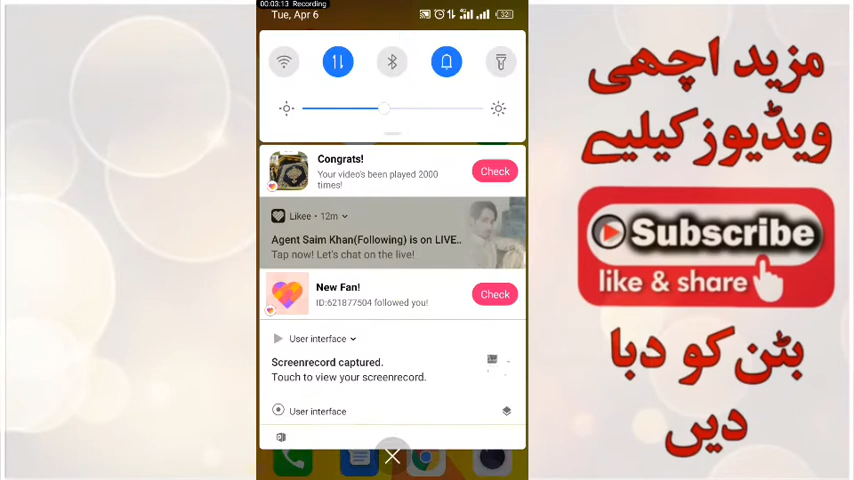 00:03:13 Recording
Tue, Apr 6
32
Congrats!
Your video's been played 2000
times!
Check
Likee • 12m
Agent Saim Khan(Following) is on LIVE..
Tap now! Let's chat on the live!
New Fan!
ID:621877504 followed you!
Check
User interface
Screenrecord captured.
Touch to view your screenrecord.
User interface
مزید اچھی
ویڈیوز کیلیے
Subscribe
like & share
بٹن کو دبا
دیں